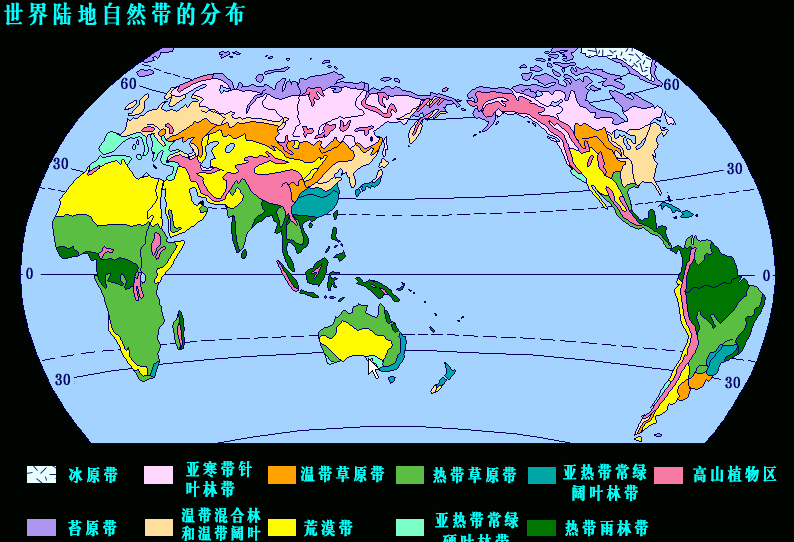 世界陆地自然带的分布
60
60
30
30
0
0
30
30
冰原带
亚寒带针
叶林带
温带草原带
热带草原带
亚热带常绿
阔叶林带
高山植物区
苔原带
温带混合林
和温带阔叶
荒漠带
亚热带常绿
硬叶林带
热带雨林带